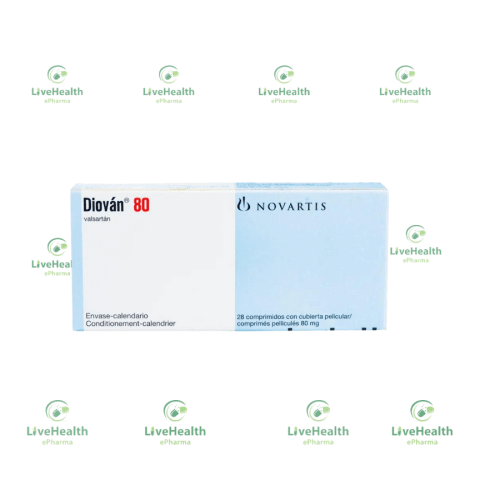 LiveHealth
ePharma
LiveHealth
ePharma
LiveHealth
ePharma
LiveHealth
ePharma
Diován® 80
valsartán
NOVARTIS
LiveHealth
ePharma
LiveHealth
ePharma
Envase-calendario
Conditionement-calendrier
28 comprimidos con cubierta pelicular/
comprimés pelliculés 80 mg
LiveHealth
ePharma
LiveHealth
ePharma
LiveHealth
ePharma
LiveHealth
ePharma